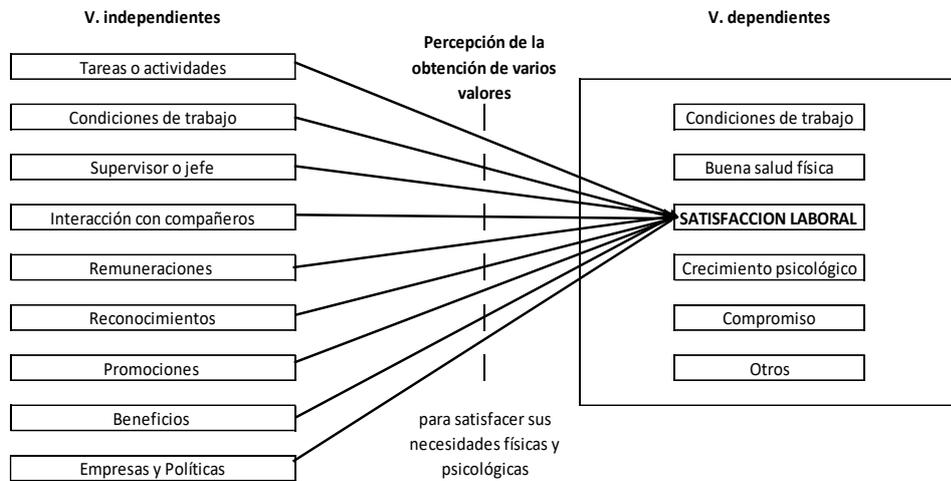 V. independientes
V. dependientes
Tareas o actividades
Condiciones de trabajo
Supervisor o jefe
Interacción con compañeros
Remuneraciones
Reconocimientos
Promociones
Beneficios
Empresas y Políticas
Percepción de la
obtención de varios
valores
para satisfacer sus
necesidades físicas y
psicológicas
Condiciones de trabajo
Buena salud física
SATISFACCION LABORAL
Crecimiento psicológico
Compromiso
Otros